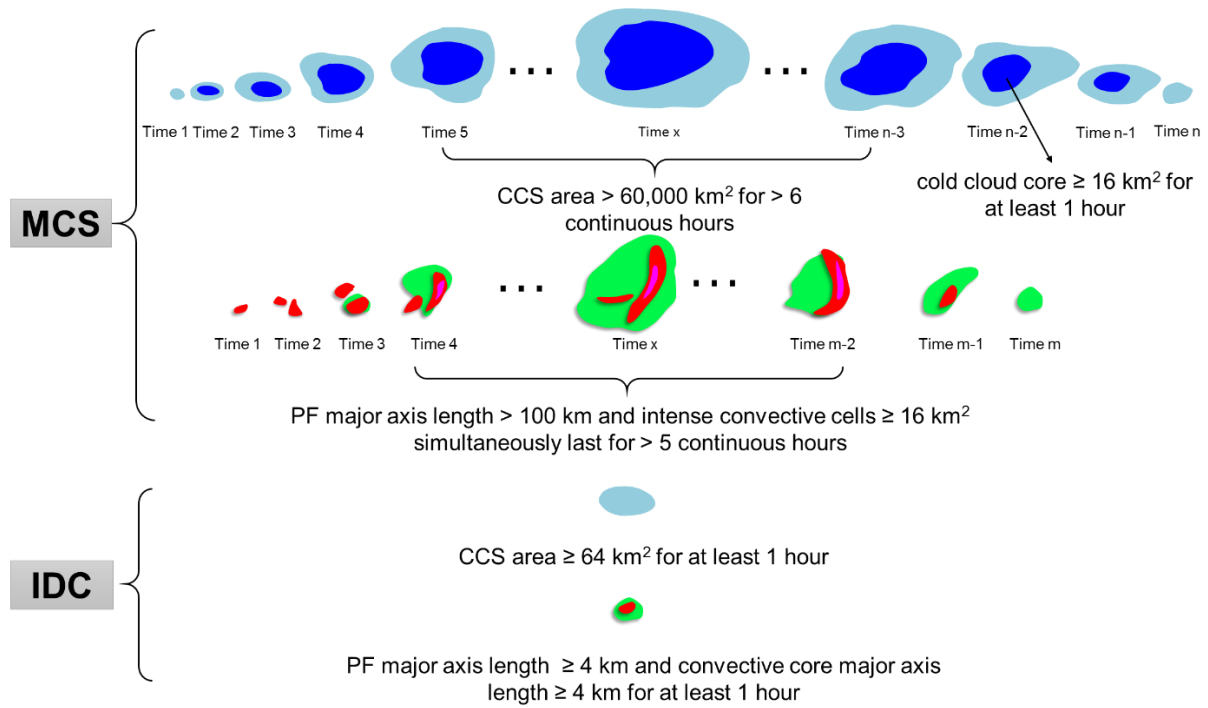 Time 1 Time 2 Time 3 Time 4 Time 5 Time x Time n-3 Time n-2 Time n-1 Time n
cold cloud core ≥ 16 km² for
at least 1 hour
CCS area > 60,000 km² for > 6
continuous hours
MCS
Time 1 Time 2 Time 3 Time 4 Time x Time m-2 Time m-1 Time m
PF major axis length > 100 km and intense convective cells ≥ 16 km²
simultaneously last for > 5 continuous hours
CCS area ≥ 64 km² for at least 1 hour
IDC
PF major axis length ≥ 4 km and convective core major axis
length ≥ 4 km for at least 1 hour